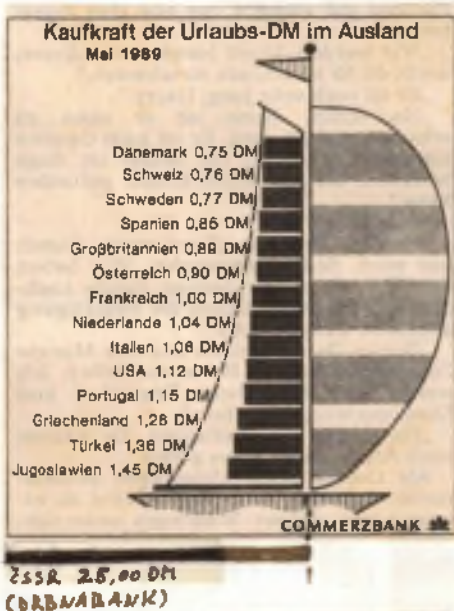 Kaufkraft der Urlaubs-DM im Ausland
Mai 1989
Dänemark 0,75 DM
Schweiz 0,76 DM
Schweden 0,77 DM
Spanien 0,85 DM
Großbritannien 0,89 DM
Österreich 0,90 DM
Frankreich 1,00 DM
Niederlande 1,04 DM
Italien 1,06 DM
USA 1,12 DM
Portugal 1,15 DM
Griechenland 1,28 DM
Türkei 1,36 DM
Jugoslawien 1,45 DM
COMMERZBANK
ČSSR 25,00 DM
(DRBNABANK)